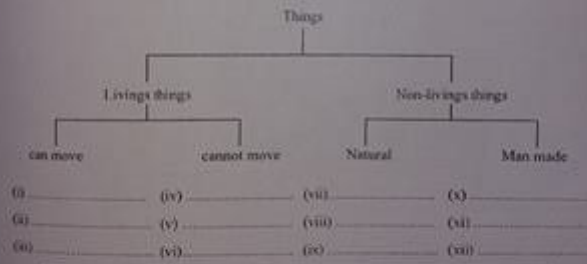 Things
Livings things Non-livings things
can move cannot move Natural Man made
(i) (iv) (vii) (x)
(ii) (v) (viii) (xi)
(iii) (vi) (ix) (xii)